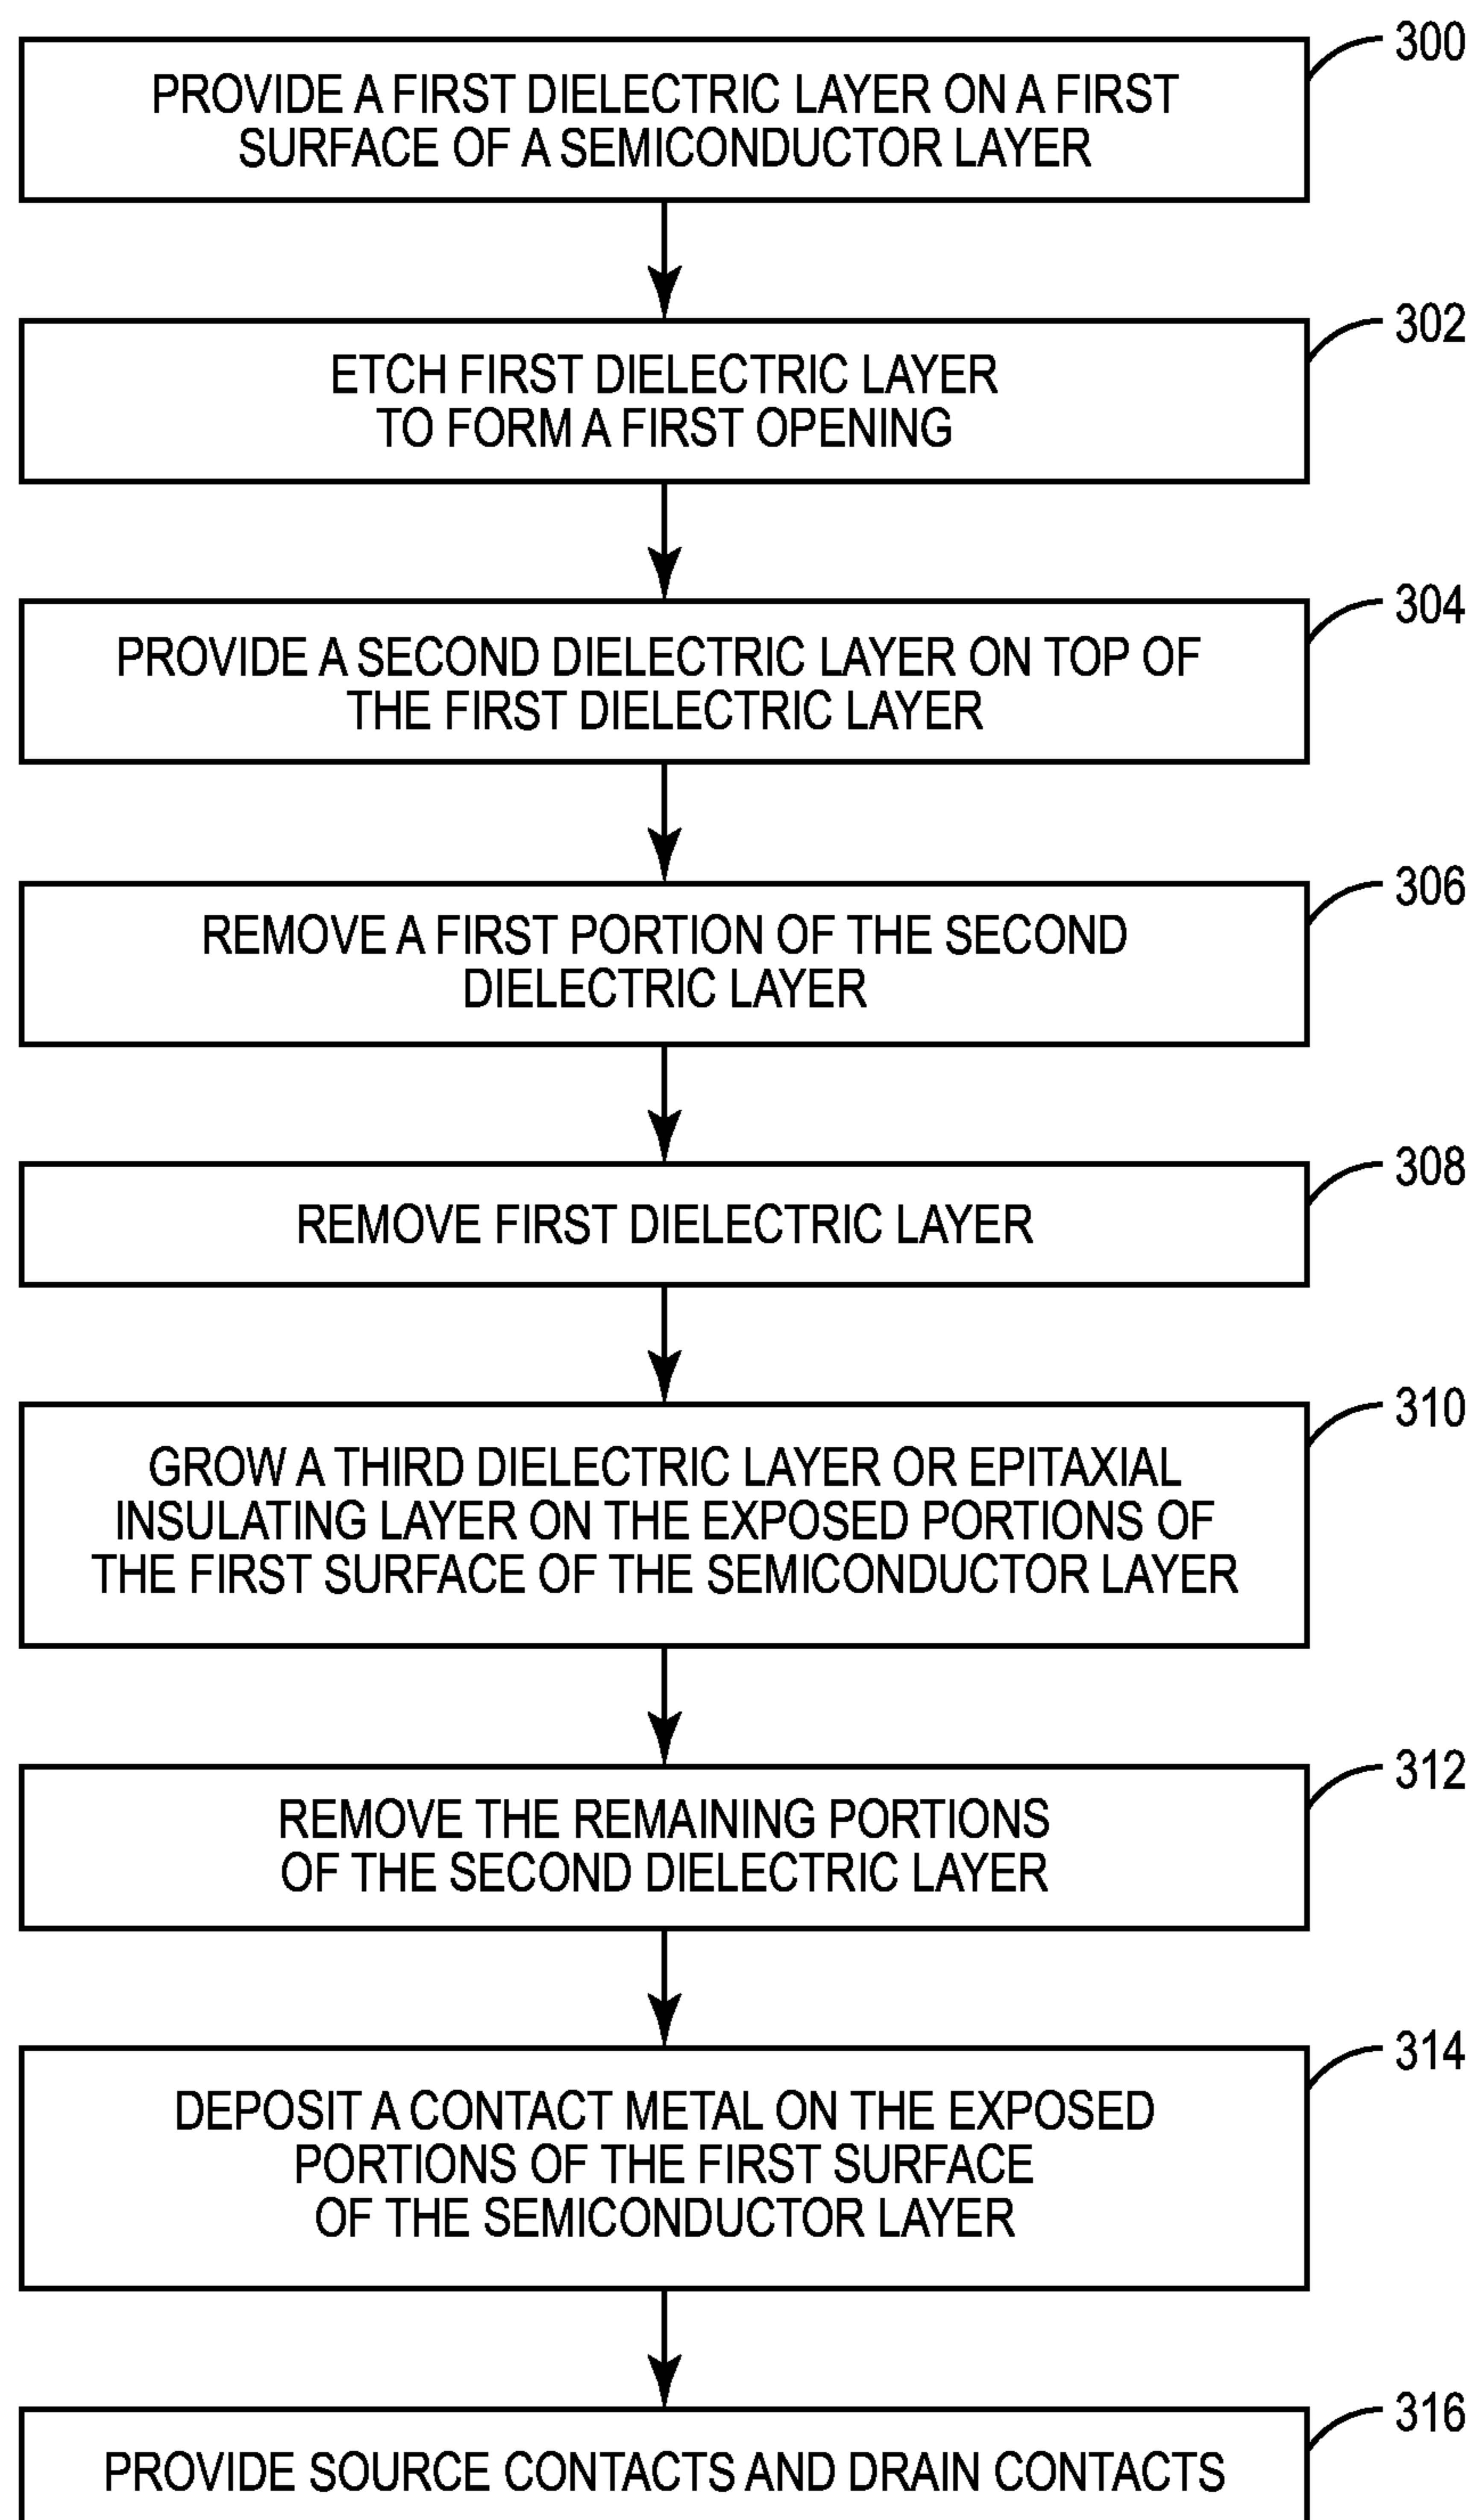 300
PROVIDE A FIRST DIELECTRIC LAYER ON A FIRST
SURFACE OF A SEMICONDUCTOR LAYER
302
ETCH FIRST DIELECTRIC LAYER
TO FORM A FIRST OPENING
304
PROVIDE A SECOND DIELECTRIC LAYER ON TOP OF
THE FIRST DIELECTRIC LAYER
306
REMOVE A FIRST PORTION OF THE SECOND
DIELECTRIC LAYER
308
REMOVE FIRST DIELECTRIC LAYER
310
GROW A THIRD DIELECTRIC LAYER OR EPITAXIAL
INSULATING LAYER ON THE EXPOSED PORTIONS OF
THE FIRST SURFACE OF THE SEMICONDUCTOR LAYER
312
REMOVE THE REMAINING PORTIONS
OF THE SECOND DIELECTRIC LAYER
314
DEPOSIT A CONTACT METAL ON THE EXPOSED
PORTIONS OF THE FIRST SURFACE
OF THE SEMICONDUCTOR LAYER
316
PROVIDE SOURCE CONTACTS AND DRAIN CONTACTS